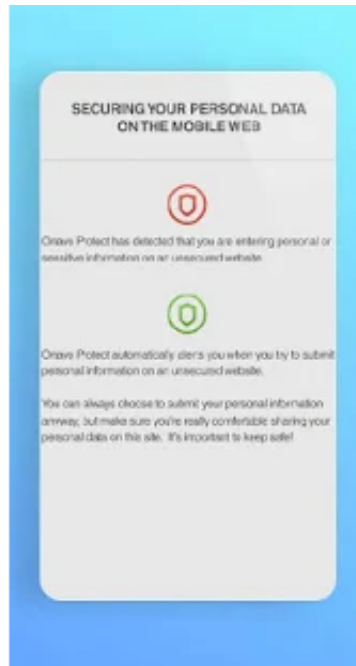 SECURING YOUR PERSONAL DATA
ON THE MOBILE WEB
Onavo Protect has detected that you are entering personal or
sensitive information on an unsecured website.
Onavo Protect automatically alerts you when you try to submit
personal information on an unsecured website.
You can always choose to submit your personal information
anyway, but make sure you're really comfortable sharing your
personal data on this site. It's important to keep safe!